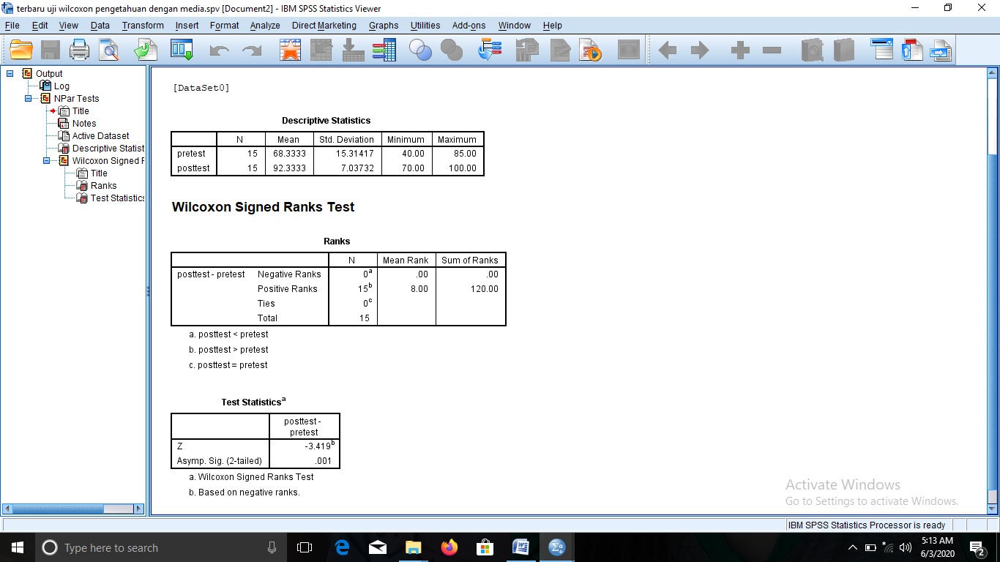 terbaru uji wilcoxon pengetahuan dengan media.spv [Document2] - IBM SPSS Statistics Viewer
File Edit View Data Transform Insert Format Analyze Direct Marketing Graphs Utilities Add-ons Window Help
Output
Log
NPar Tests
Title
Notes
Active Dataset
Descriptive Statist
Wilcoxon Signed R
Title
Ranks
Test Statistics
[DataSet0]
Descriptive Statistics
N Mean Std. Deviation Minimum Maximum
pretest 15 68.3333 15.31417 40.00 85.00
posttest 15 92.3333 7.03732 70.00 100.00
Wilcoxon Signed Ranks Test
Ranks
N Mean Rank Sum of Ranks
posttest - pretest Negative Ranks 0a .00 .00
Positive Ranks 15b 8.00 120.00
Ties 0c
Total 15
a. posttest < pretest
b. posttest > pretest
c. posttest = pretest
Test Statisticsa
posttest -
pretest
Z -3.419b
Asymp. Sig. (2-tailed) .001
a. Wilcoxon Signed Ranks Test
b. Based on negative ranks.
Activate Windows
Go to Settings to activate Windows.
IBM SPSS Statistics Processor is ready
Type here to search
5:13 AM
6/3/2020
2